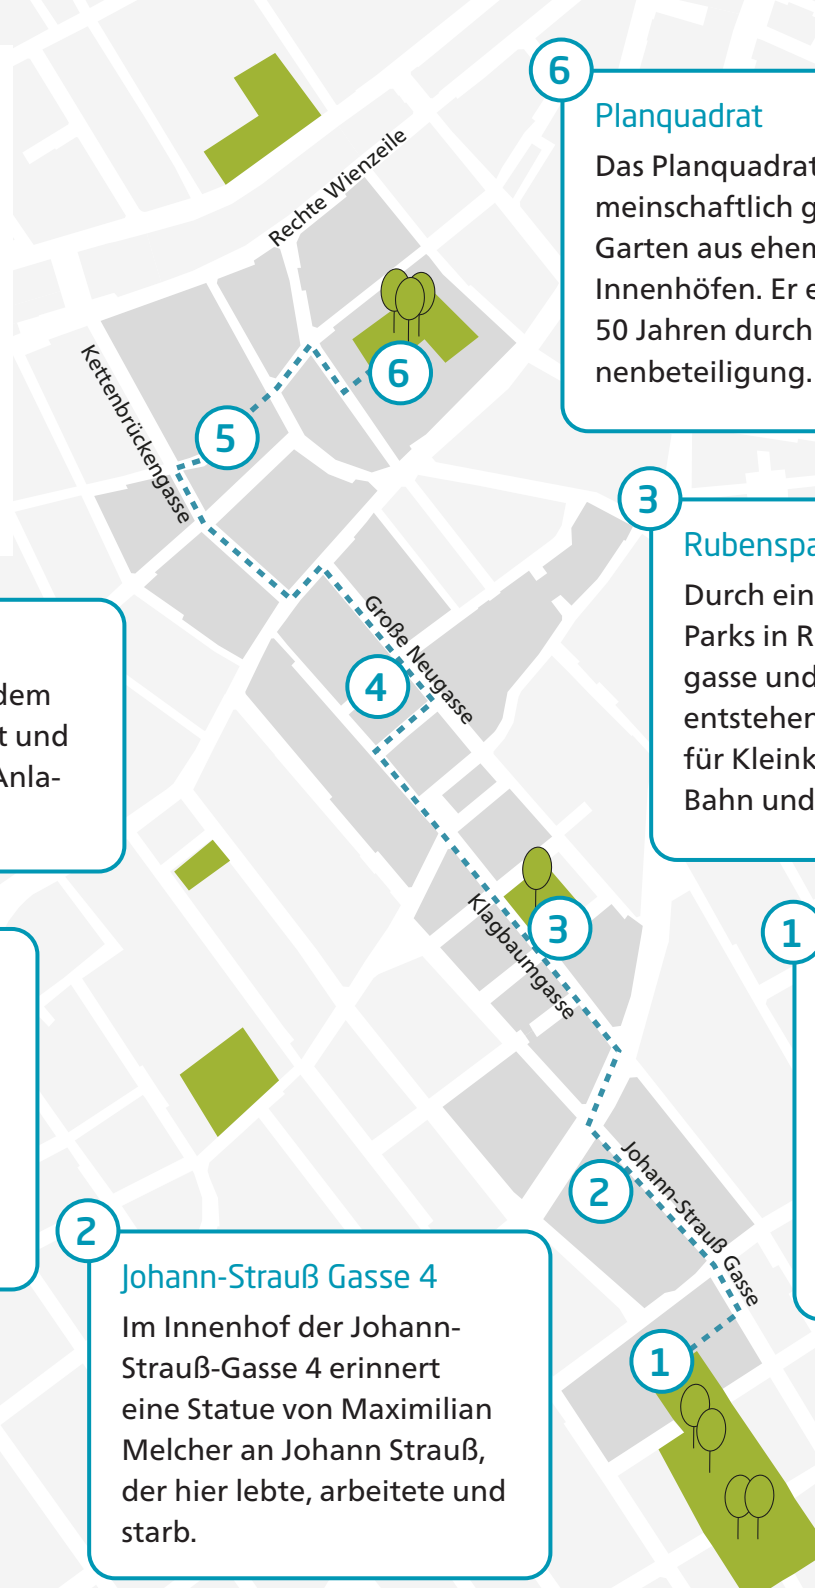 6
Planquadrat
Das Planquadrat
meinschaftlich g
Garten aus ehem
Innenhöfen. Er e
50 Jahren durch
nenbeteiligung.
Rechte Wienzeile
Kettenbrückengasse
6
5
3
Rubenspa
Durch ein
Parks in R
gasse und
entstehen
für Kleink
Bahn und
dem
t und
Anla-
Große Neugasse
4
Klagbaumgasse
3
1
2
Johann-Strauß Gasse
1
2
Johann-Strauß Gasse 4
Im Innenhof der Johann-
Strauß-Gasse 4 erinnert
eine Statue von Maximilian
Melcher an Johann Strauß,
der hier lebte, arbeitete und
starb.